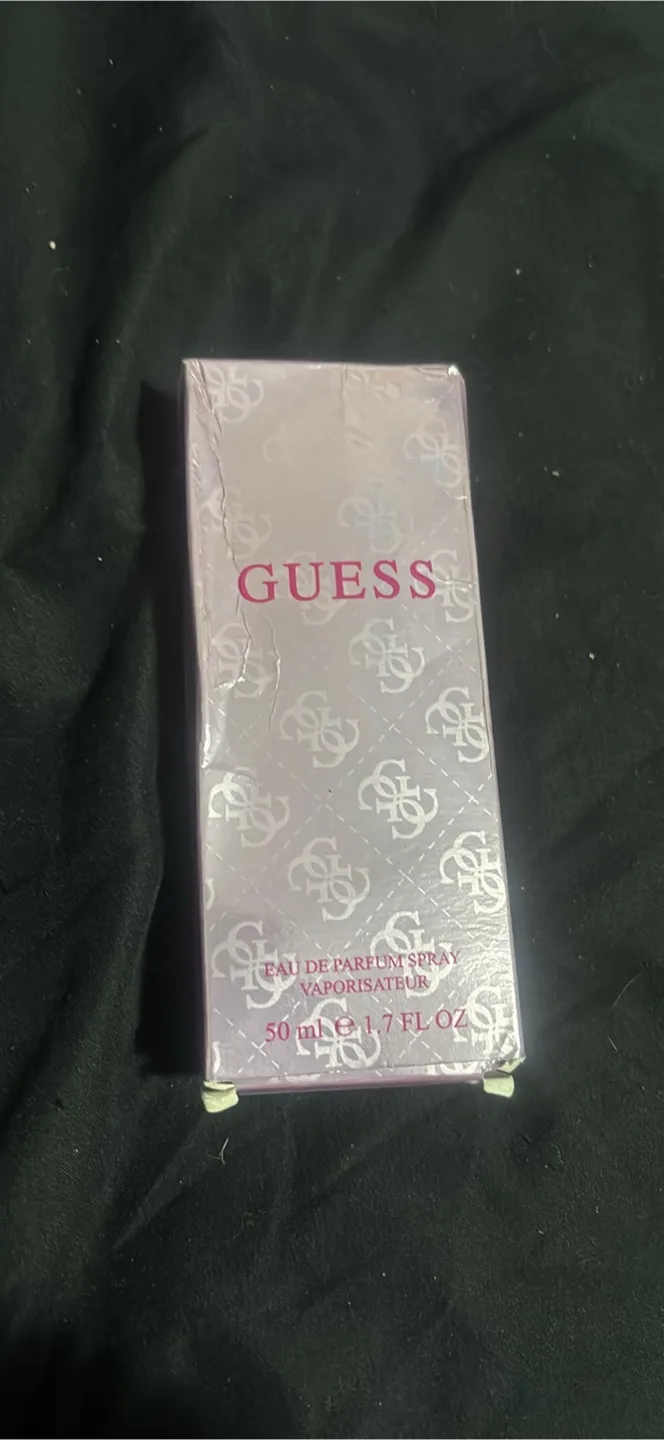 GUESS
EAU DE PARFUM SPRAY
VAPORISATEUR
50 ml ℮ 1.7 FL OZ